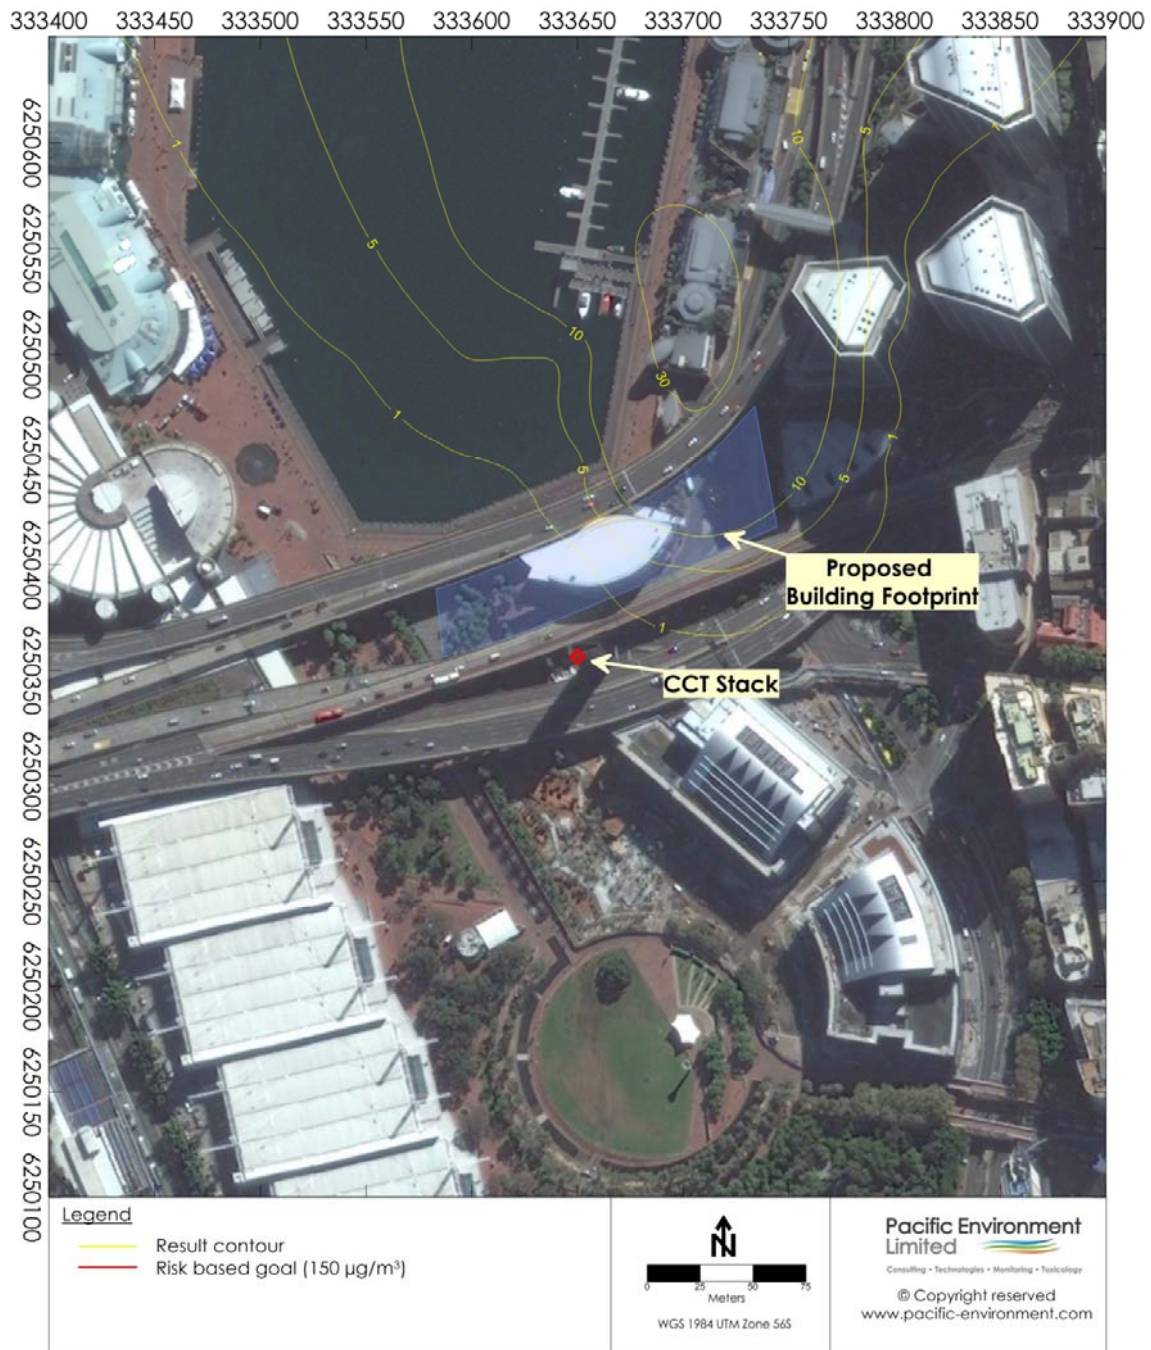 333400 333450 333500 333550 333600 333650 333700 333750 333800 333850 333900
6250600
6250550
6250500
6250450
6250400
6250350
6250300
6250250
6250200
6250150
6250100
1
10
5
1
5
10
30
1
5
10
5
1
1
Proposed
Building Footprint
CCT Stack
Legend
Result contour
Risk based goal (150 µg/m³)
N
0 25 50 75
Meters
WGS 1984 UTM Zone 56S
Pacific Environment
Limited
Consulting • Technologies • Monitoring • Toxicology
© Copyright reserved
www.pacific-environment.com